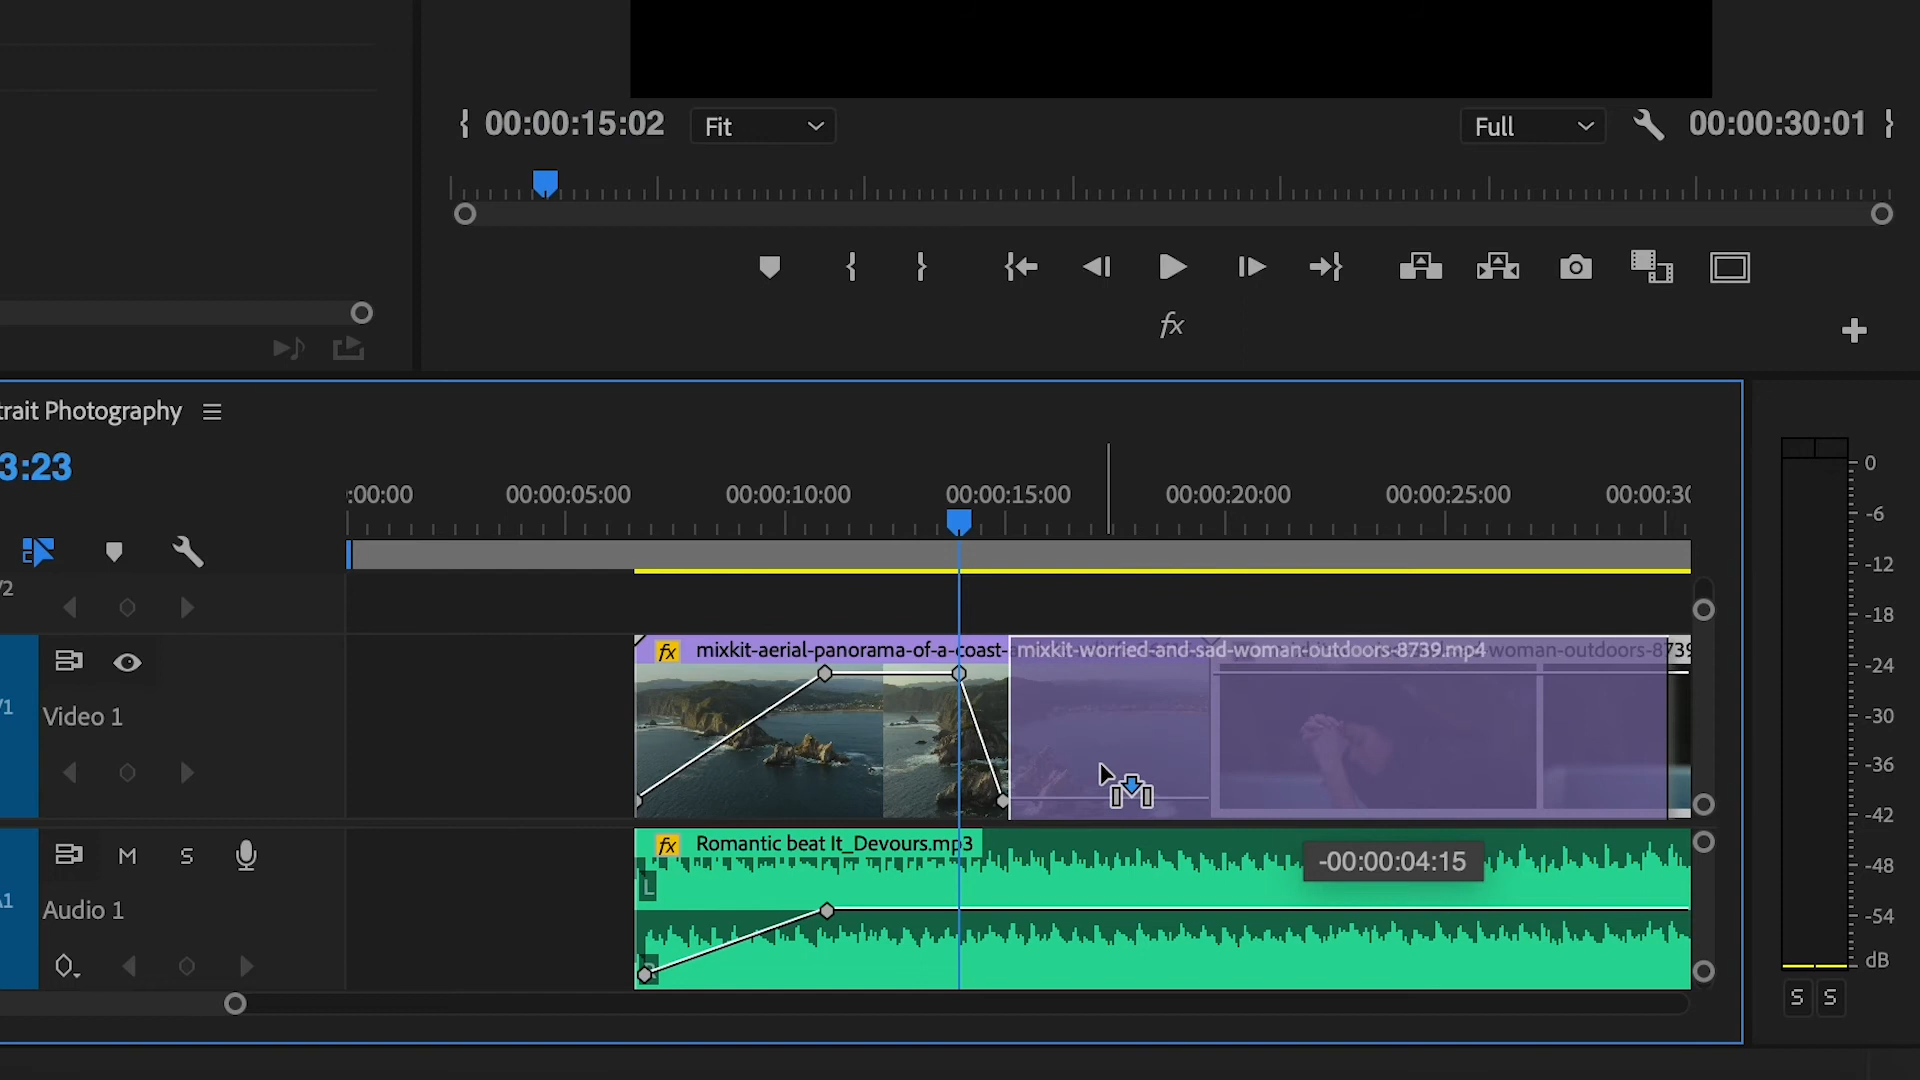 00:00:15:02
Fit
Full
00:00:30:01
fx
trait Photography
3:23
:00:00
00:00:05:00
00:00:10:00
00:00:15:00
00:00:20:00
00:00:25:00
00:00:30
V2
V1
Video 1
fx
mixkit-aerial-panorama-of-a-coast-
mixkit-worried-and-sad-woman-outdoors-8739.mp4
-woman-outdoors-8739
A1
M
S
Audio 1
fx
Romantic beat It_Devours.mp3
L
R
-00:00:04:15
0
-6
-12
-18
-24
-30
-36
-42
-48
-54
dB
S
S